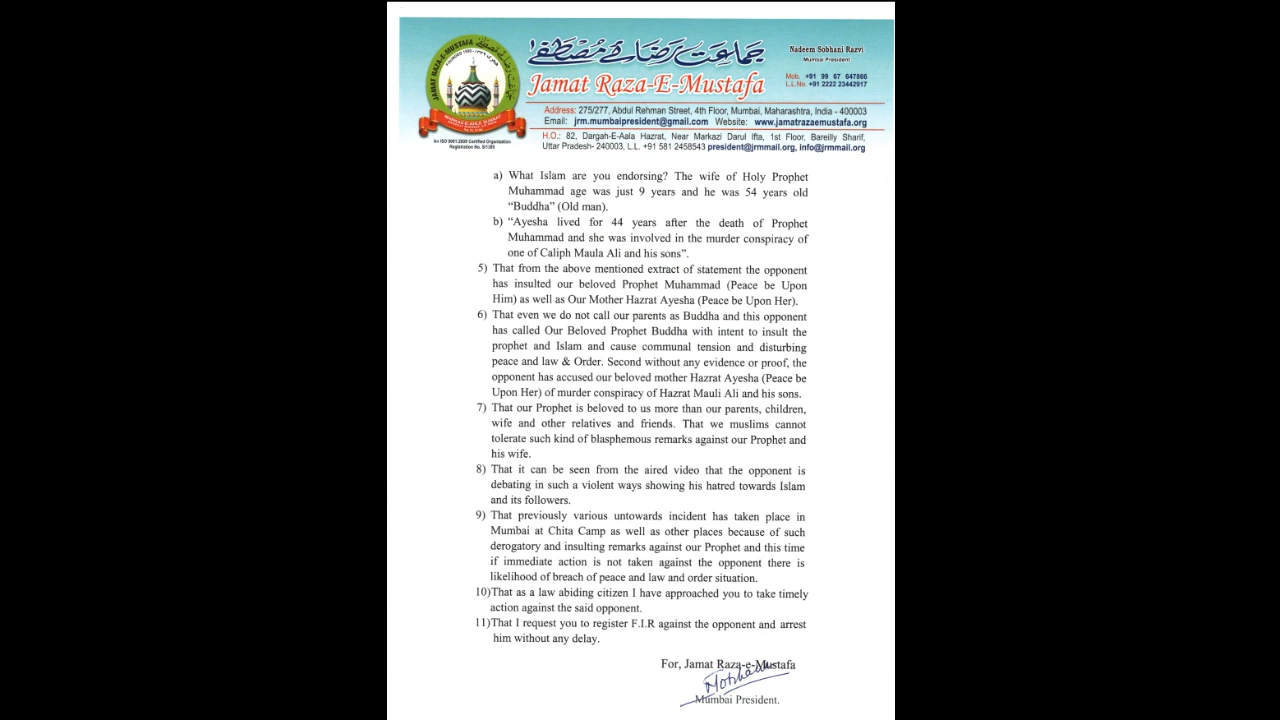 جماعت رضائے مصطفےٰ
Jamat Raza-E-Mustafa
Nadeem Sobhani Razvi
Mumbai President
Mob. +91 99 67 647866
L.L.No. +91 2222 23442917
JAMAT RAZA-E-MUSTAFA
An ISO 9001:2008 Certified Organisation
Address: 275/277, Abdul Rehman Street, 4th Floor, Mumbai, Maharashtra, India - 400003
Email: jrm.mumbaipresident@gmail.com Website: www.jamatrazaemustafa.org
H.O.: 82, Dargah-E-Aala Hazrat, Near Markazi Darul Ifta, 1st Floor, Bareilly Sharif,
Uttar Pradesh- 240003, L.L. +91 581 2458543 president@jrmmail.org, info@jrmmail.org
a) What Islam are you endorsing? The wife of Holy Prophet
Muhammad age was just 9 years and he was 54 years old
“Buddha” (Old man).
b) “Ayesha lived for 44 years after the death of Prophet
Muhammad and she was involved in the murder conspiracy of
one of Caliph Maula Ali and his sons”.
5) That from the above mentioned extract of statement the opponent
has insulted our beloved Prophet Muhammad (Peace be Upon
Him) as well as Our Mother Hazrat Ayesha (Peace be Upon Her).
6) That even we do not call our parents as Buddha and this opponent
has called Our Beloved Prophet Buddha with intent to insult the
prophet and Islam and cause communal tension and disturbing
peace and law & Order. Second without any evidence or proof, the
opponent has accused our beloved mother Hazrat Ayesha (Peace be
Upon Her) of murder conspiracy of Hazrat Mauli Ali and his sons.
7) That our Prophet is beloved to us more than our parents, children,
wife and other relatives and friends. That we muslims cannot
tolerate such kind of blasphemous remarks against our Prophet and
his wife.
8) That it can be seen from the aired video that the opponent is
debating in such a violent ways showing his hatred towards Islam
and its followers.
9) That previously various untowards incident has taken place in
Mumbai at Chita Camp as well as other places because of such
derogatory and insulting remarks against our Prophet and this time
if immediate action is not taken against the opponent there is
likelihood of breach of peace and law and order situation.
10)That as a law abiding citizen I have approached you to take timely
action against the said opponent.
11)That I request you to register F.I.R against the opponent and arrest
him without any delay.
For, Jamat Raza-e-Mustafa
Mumbai President.